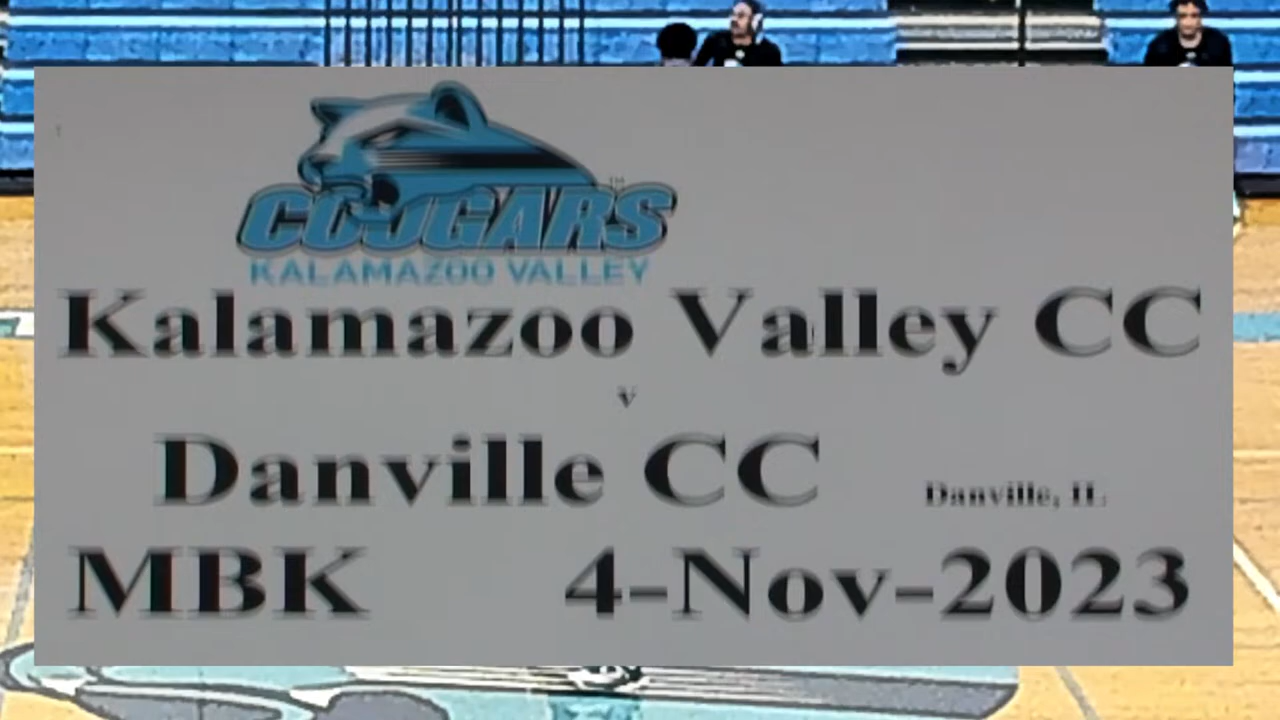 COUGARS
KALAMAZOO VALLEY
Kalamazoo Valley CC
v
Danville CC
Danville, IL
MBK 4-Nov-2023